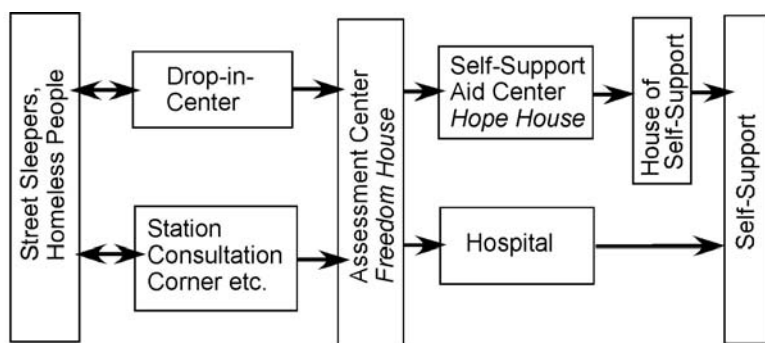 Street Sleepers,
Homeless People
Drop-in-
Center
Station
Consultation
Corner etc.
Assessment Center
Freedom House
Self-Support
Aid Center
Hope House
Hospital
House of
Self-Support
Self-Support